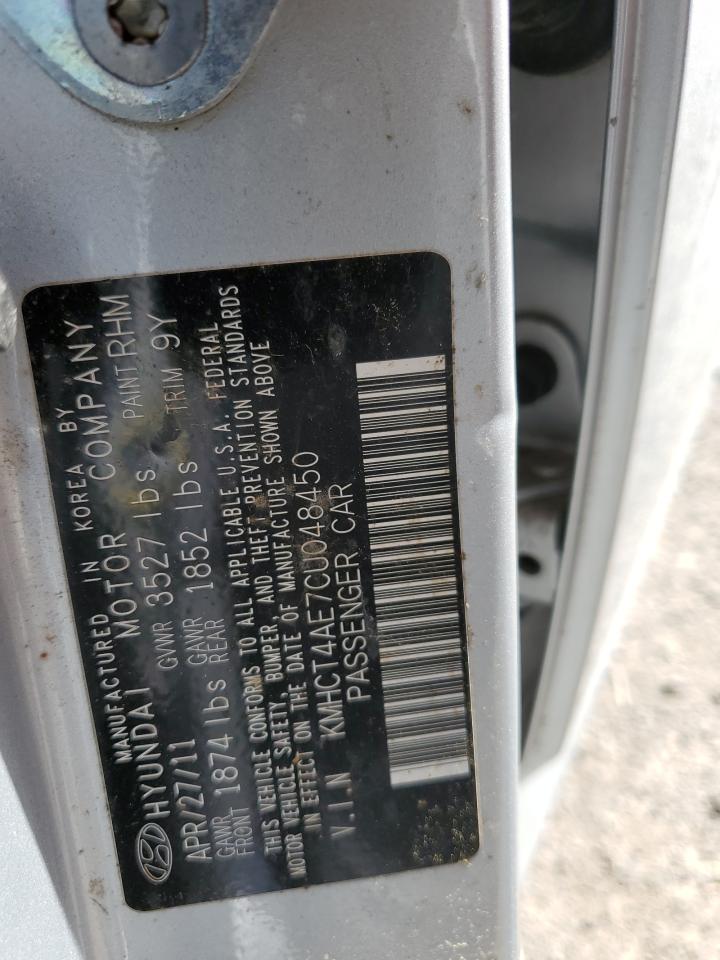 MANUFACTURED IN KOREA BY
HYUNDAI MOTOR COMPANY
APR/27/11 GVWR 3527 lbs PAINT RHM
GAWR FRONT 1874 lbs GAWR REAR 1852 lbs TRIM 9Y
THIS VEHICLE CONFORMS TO ALL APPLICABLE U.S.A. FEDERAL
MOTOR VEHICLE SAFETY, BUMPER, AND THEFT PREVENTION STANDARDS
IN EFFECT ON THE DATE OF MANUFACTURE SHOWN ABOVE
V.I.N KMHCT4AE7CU048450
PASSENGER CAR